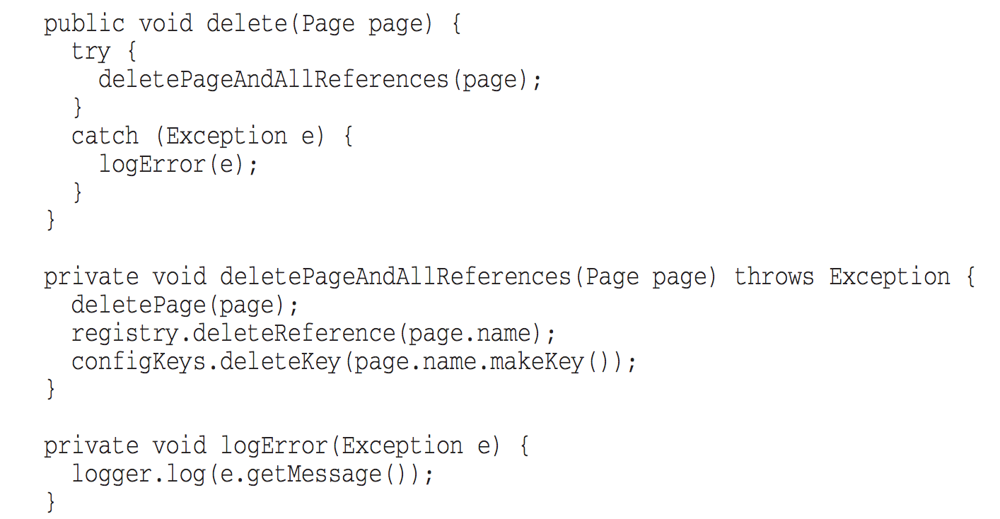 public void delete(Page page) {
  try {
    deletePageAndAllReferences(page);
  }
  catch (Exception e) {
    logError(e);
  }
}

private void deletePageAndAllReferences(Page page) throws Exception {
  deletePage(page);
  registry.deleteReference(page.name);
  configKeys.deleteKey(page.name.makeKey());
}

private void logError(Exception e) {
  logger.log(e.getMessage());
}